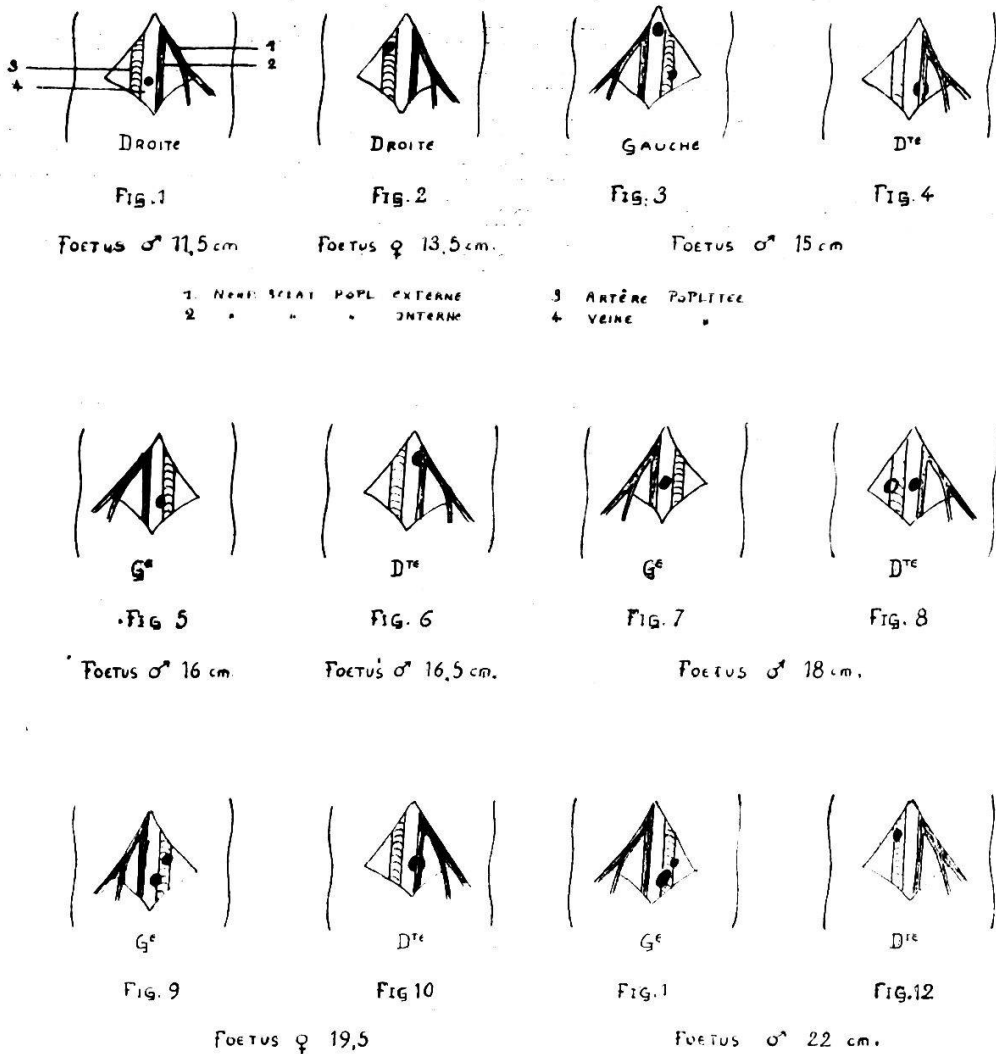 1
2
3
4
DROITE DROITE GAUCHE DTE
FIG.1 FIG.2 FIG.3 FIG.4
FOETUS ♂ 11,5 cm FOETUS ♀ 13,5 cm. FOETUS ♂ 15 cm
1. NERF SCIAT POPL EXTERNE 3 ARTÈRE POPLITEE
2 " " " INTERNE 4 VEINE "
GE DTE GE DTE
FIG 5 FIG. 6 FIG. 7 FIG. 8
FOETUS ♂ 16 cm. FOETUS ♂ 16,5 cm. FOETUS ♂ 18 cm.
GE DTE GE DTE
FIG. 9 FIG 10 FIG. 1 FIG.12
FOETUS ♀ 19,5 FOETUS ♂ 22 cm.